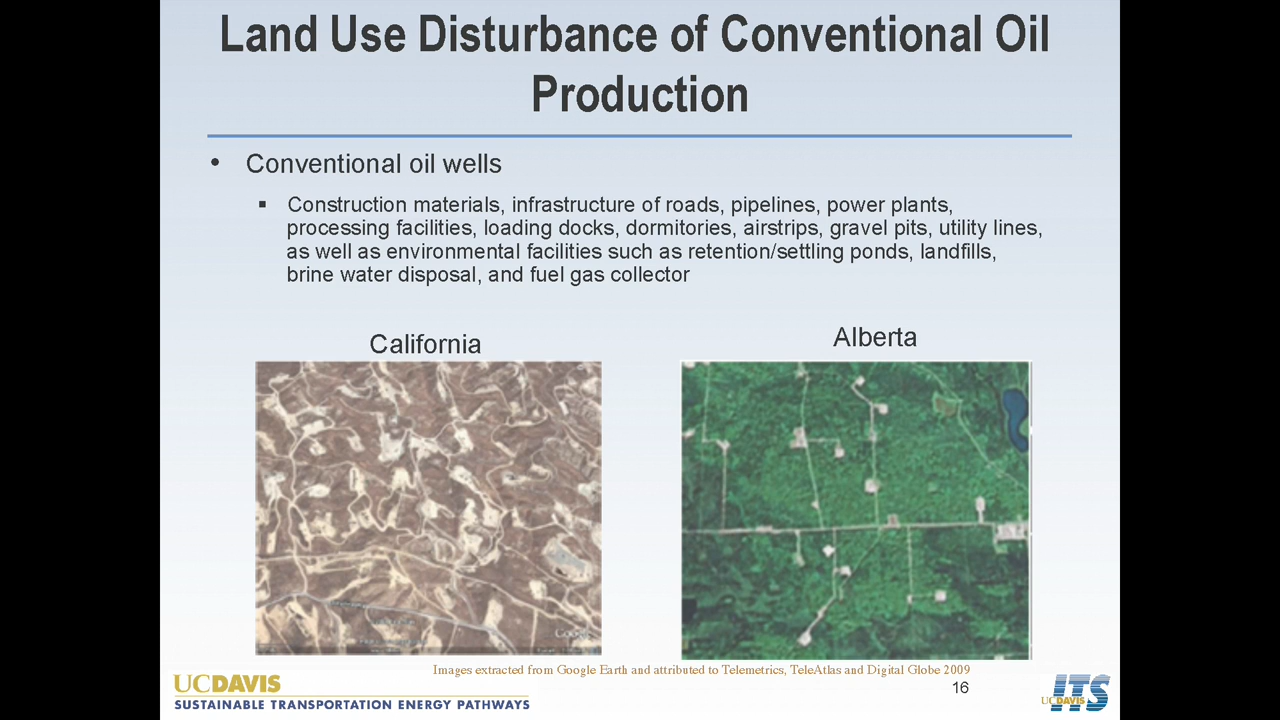 Land Use Disturbance of Conventional Oil
Production
• Conventional oil wells
▪ Construction materials, infrastructure of roads, pipelines, power plants,
processing facilities, loading docks, dormitories, airstrips, gravel pits, utility lines,
as well as environmental facilities such as retention/settling ponds, landfills,
brine water disposal, and fuel gas collector
California
Alberta
Images extracted from Google Earth and attributed to Telemetrics, TeleAtlas and Digital Globe 2009
16
UCDAVIS
SUSTAINABLE TRANSPORTATION ENERGY PATHWAYS
UCDAVIS ITS